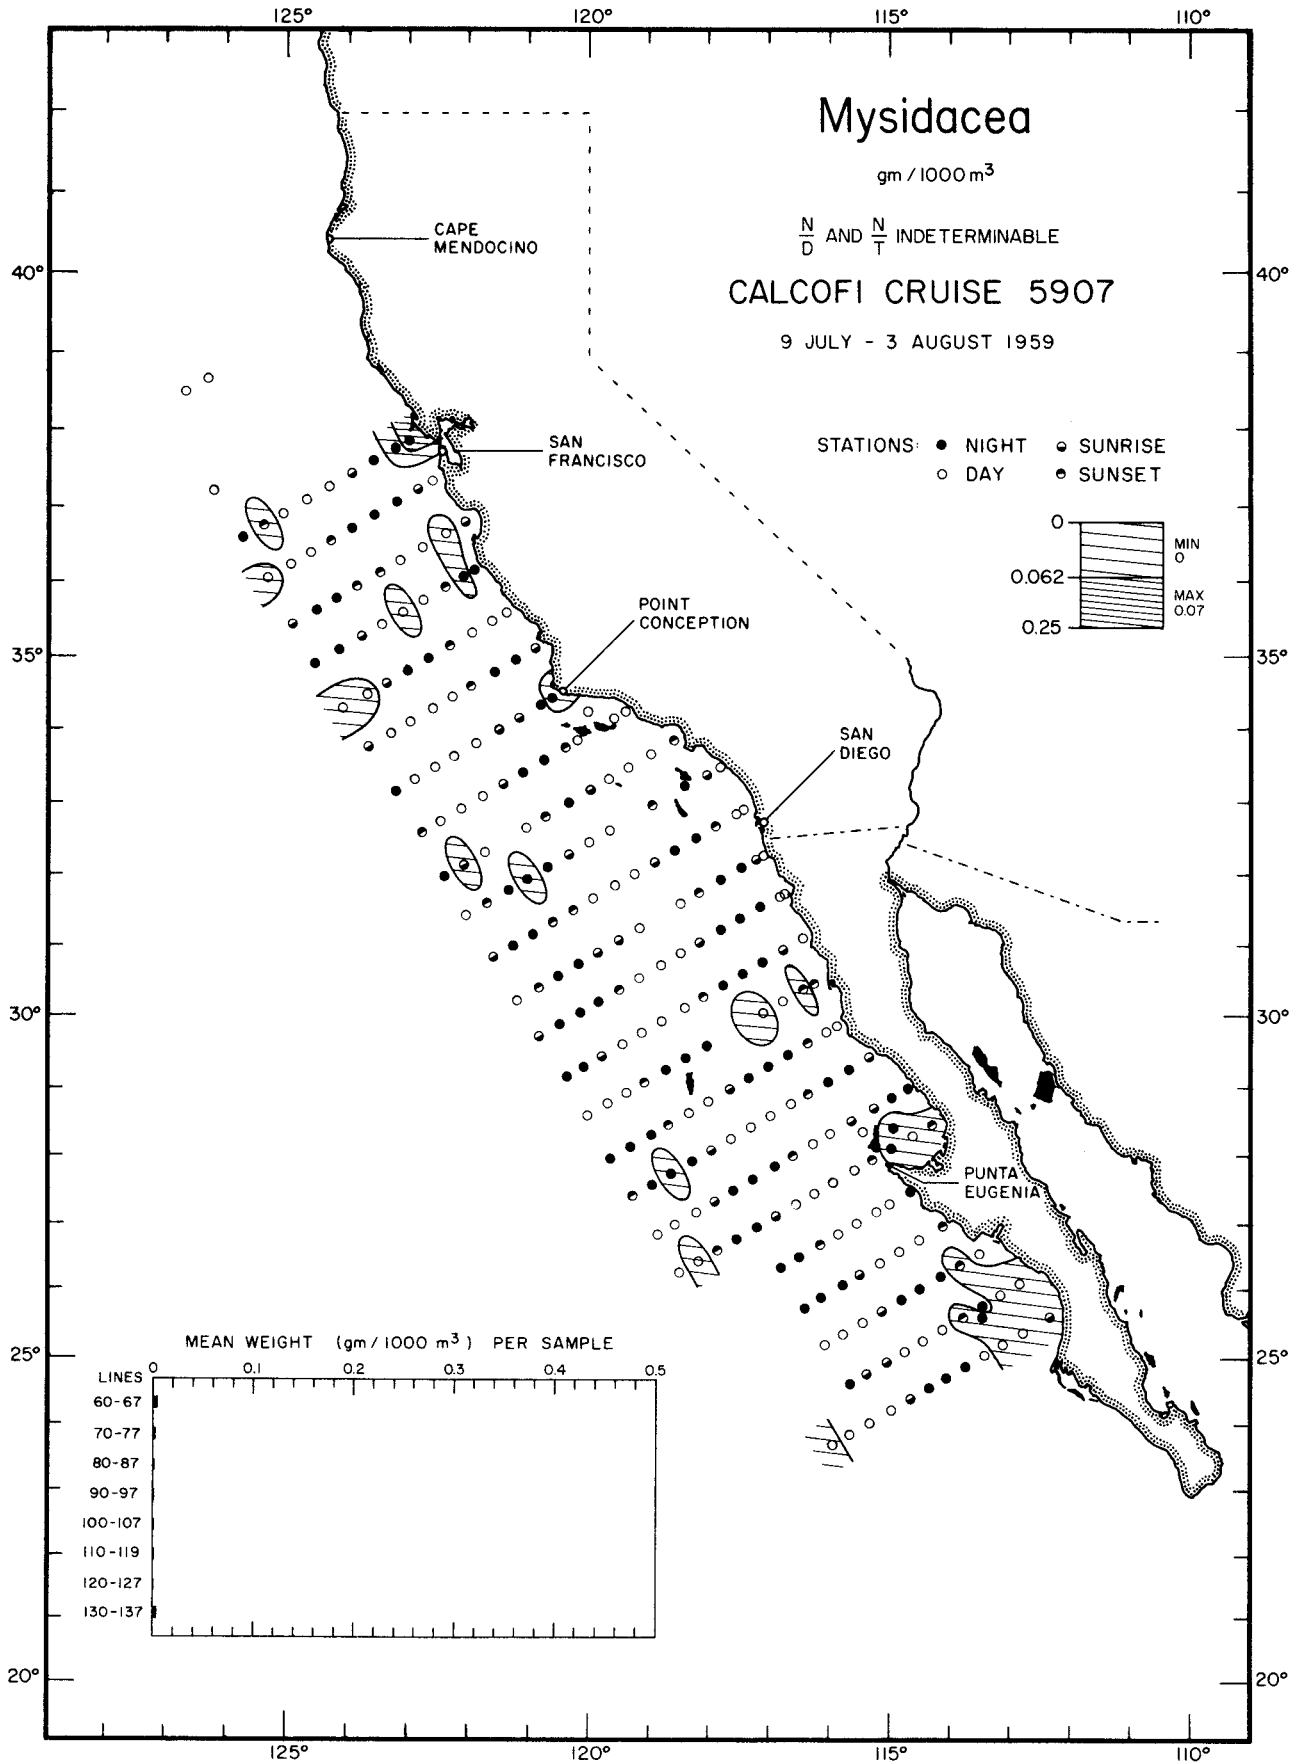 125° 120° 115° 110°
Mysidacea
gm / 1000 m³
N/D AND N/T INDETERMINABLE
CALCOFI CRUISE 5907
9 JULY - 3 AUGUST 1959
CAPE
MENDOCINO
40° 40°
STATIONS: ● NIGHT ◒ SUNRISE
○ DAY ◓ SUNSET
SAN
FRANCISCO
0
MIN
0
0.062
MAX
0.07
0.25
POINT
CONCEPTION
35° 35°
SAN
DIEGO
30° 30°
PUNTA
EUGENIA
25° 25°
MEAN WEIGHT (gm / 1000 m³) PER SAMPLE
LINES 0 0.1 0.2 0.3 0.4 0.5
60-67
70-77
80-87
90-97
100-107
110-119
120-127
130-137
20° 20°
125° 120° 115° 110°